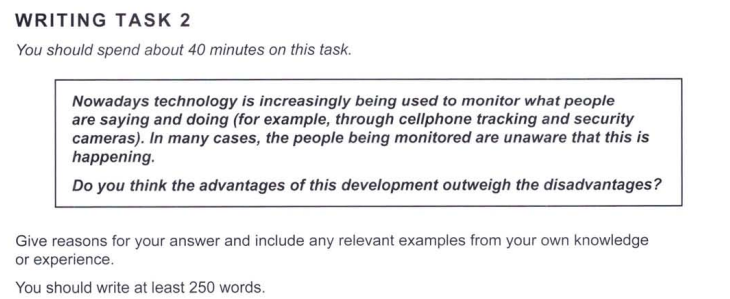 WRITING TASK 2
You should spend about 40 minutes on this task.
Nowadays technology is increasingly being used to monitor what people
are saying and doing (for example, through cellphone tracking and security
cameras). In many cases, the people being monitored are unaware that this is
happening.
Do you think the advantages of this development outweigh the disadvantages?
Give reasons for your answer and include any relevant examples from your own knowledge
or experience.
You should write at least 250 words.